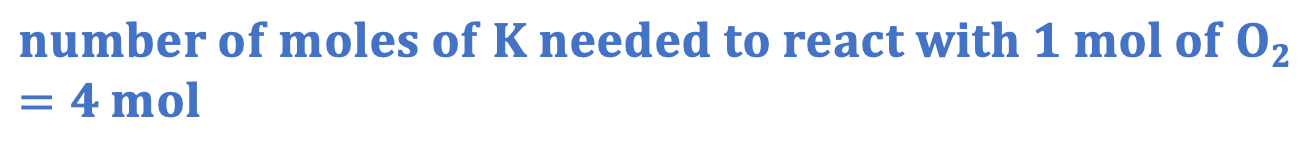 number of moles of K needed to react with 1 mol of O₂
= 4 mol